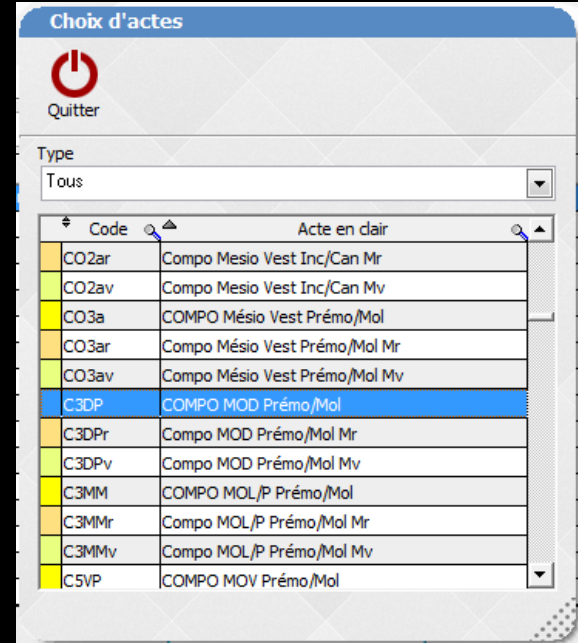 Choix d'actes
Quitter
Type
Tous
Code Acte en clair
CO2ar Compo Mesio Vest Inc/Can Mr
CO2av Compo Mesio Vest Inc/Can Mv
CO3a COMPO Mésio Vest Prémo/Mol
CO3ar Compo Mésio Vest Prémo/Mol Mr
CO3av Compo Mésio Vest Prémo/Mol Mv
C3DP COMPO MOD Prémo/Mol
C3DPr Compo MOD Prémo/Mol Mr
C3DPv Compo MOD Prémo/Mol Mv
C3MM COMPO MOL/P Prémo/Mol
C3MMr Compo MOL/P Prémo/Mol Mr
C3MMv Compo MOL/P Prémo/Mol Mv
C5VP COMPO MOV Prémo/Mol